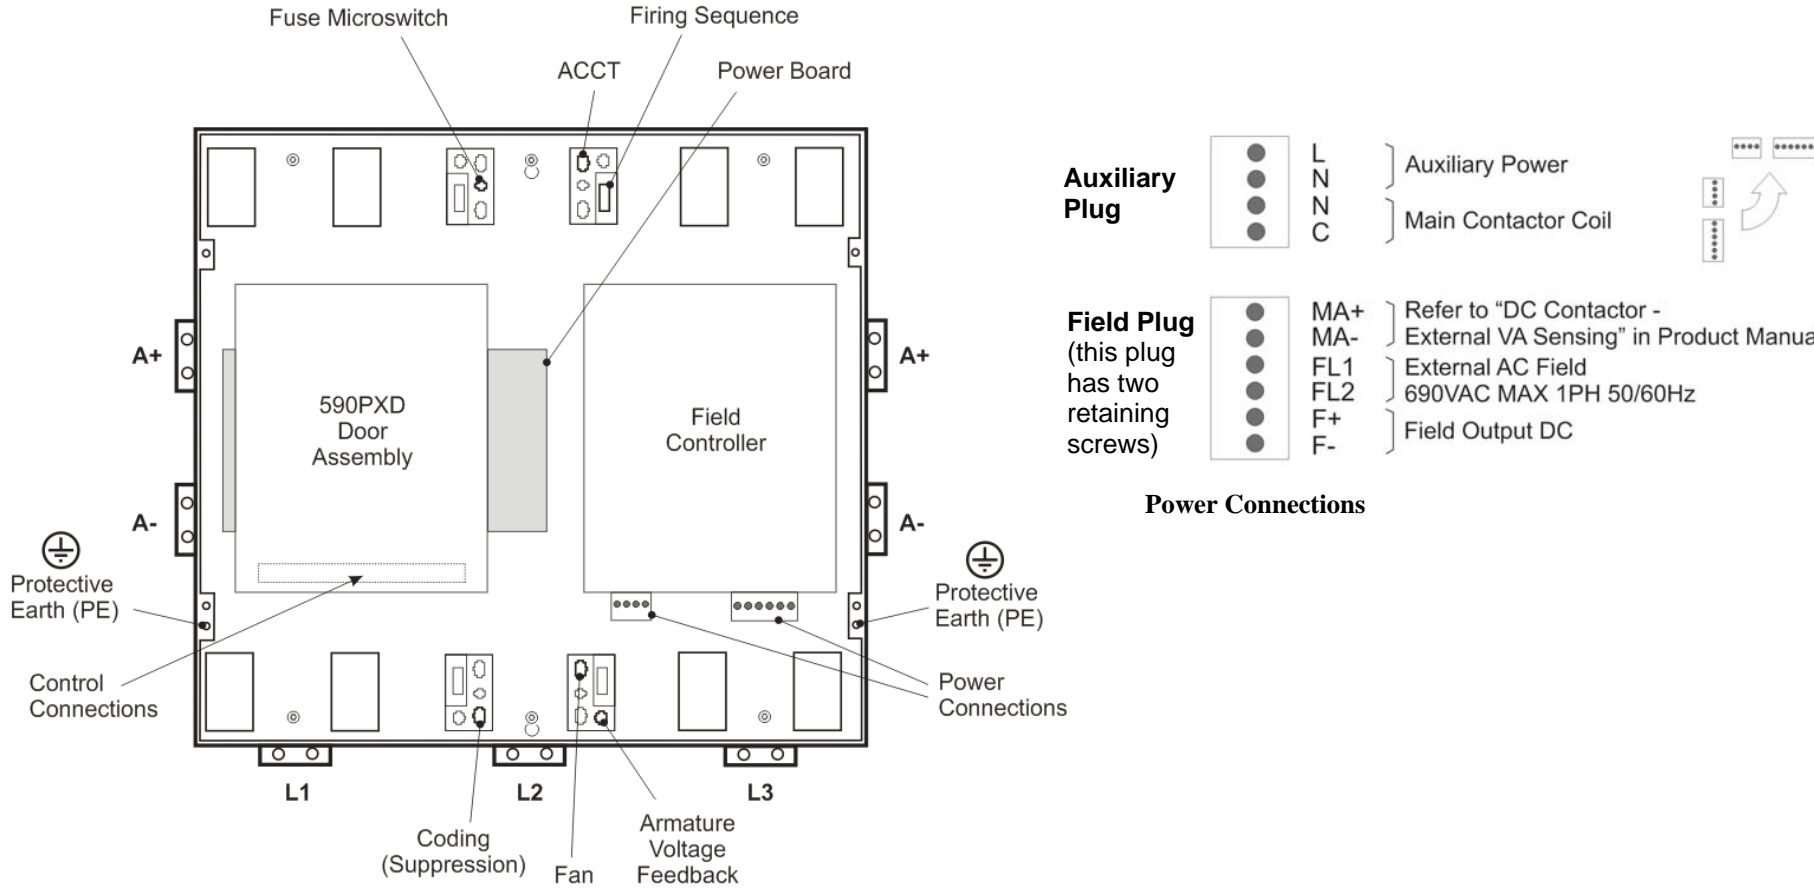 Fuse Microswitch
Firing Sequence
ACCT
Power Board
A+
A+
590PXD
Door
Assembly
Field
Controller
A-
A-
Protective
Earth (PE)
Protective
Earth (PE)
Control
Connections
Power
Connections
L1
L2
L3
Coding
(Suppression)
Fan
Armature
Voltage
Feedback
Auxiliary
Plug
L
N
N
C
Auxiliary Power
Main Contactor Coil
Field Plug
(this plug
has two
retaining
screws)
MA+
MA-
FL1
FL2
F+
F-
Refer to “DC Contactor -
External VA Sensing” in Product Manua
External AC Field
690VAC MAX 1PH 50/60Hz
Field Output DC
Power Connections